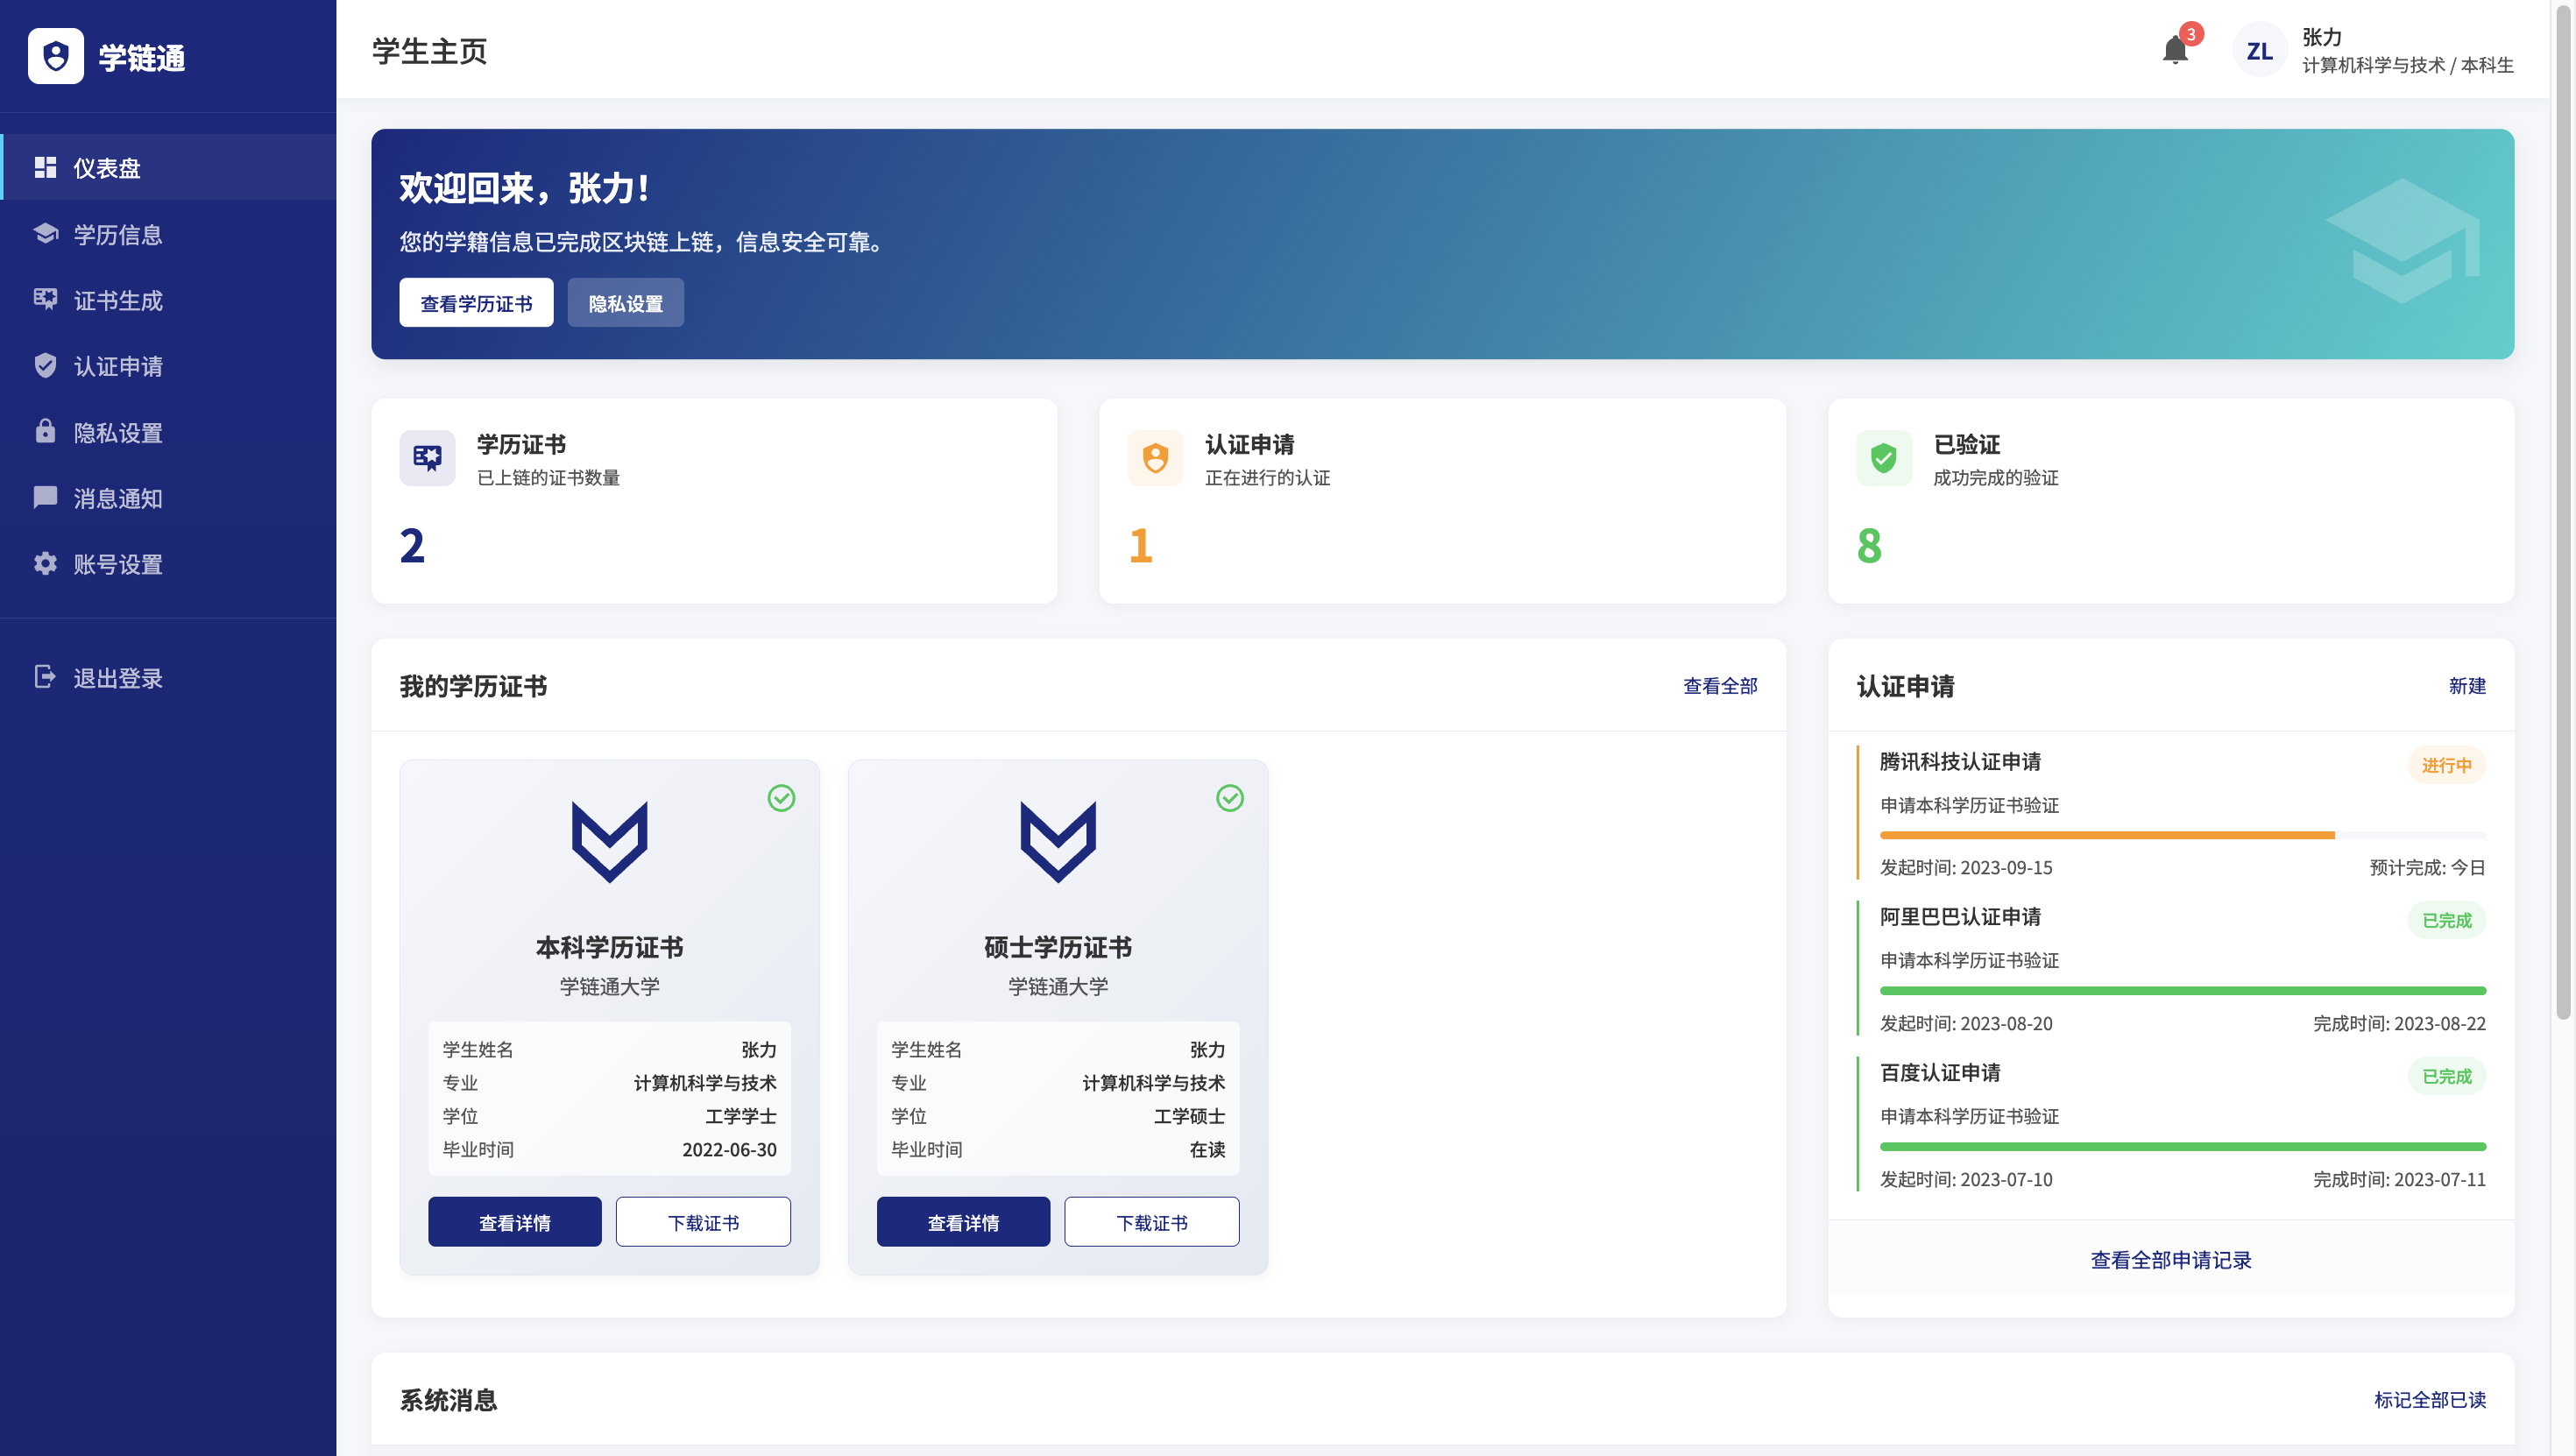 学链通
仪表盘
学历信息
证书生成
认证申请
隐私设置
消息通知
账号设置
退出登录
学生主页
3
ZL
张力
计算机科学与技术 / 本科生
欢迎回来，张力！
您的学籍信息已完成区块链上链，信息安全可靠。
查看学历证书
隐私设置
学历证书
已上链的证书数量
2
认证申请
正在进行的认证
1
已验证
成功完成的验证
8
我的学历证书
查看全部
本科学历证书
学链通大学
学生姓名 张力
专业 计算机科学与技术
学位 工学学士
毕业时间 2022-06-30
查看详情
下载证书
硕士学历证书
学链通大学
学生姓名 张力
专业 计算机科学与技术
学位 工学硕士
毕业时间 在读
查看详情
下载证书
认证申请
新建
腾讯科技认证申请
进行中
申请本科学历证书验证
发起时间: 2023-09-15 预计完成: 今日
阿里巴巴认证申请
已完成
申请本科学历证书验证
发起时间: 2023-08-20 完成时间: 2023-08-22
百度认证申请
已完成
申请本科学历证书验证
发起时间: 2023-07-10 完成时间: 2023-07-11
查看全部申请记录
系统消息
标记全部已读